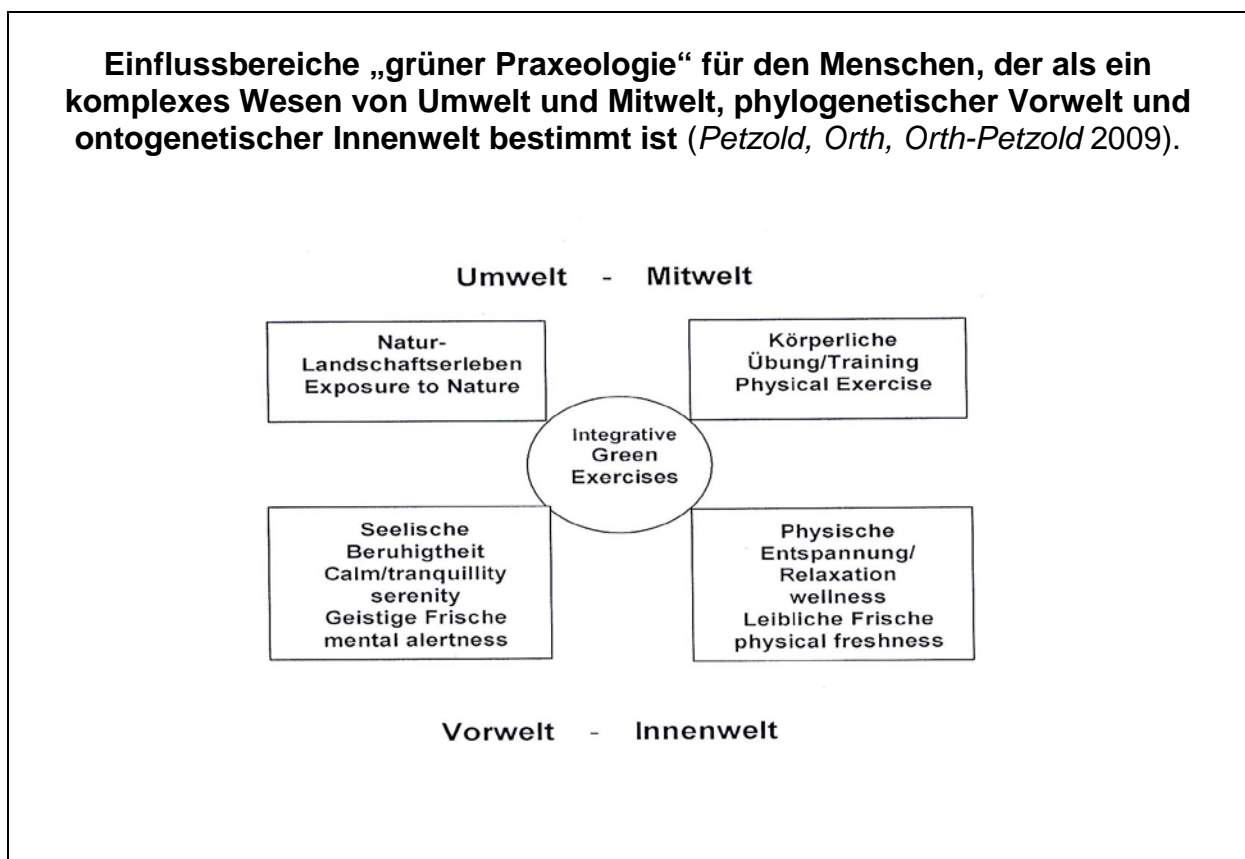 Einflussbereiche „grüner Praxeologie“ für den Menschen, der als ein
komplexes Wesen von Umwelt und Mitwelt, phylogenetischer Vorwelt und
ontogenetischer Innenwelt bestimmt ist (Petzold, Orth, Orth-Petzold 2009).
Umwelt - Mitwelt
Natur-
Landschaftserleben
Exposure to Nature
Körperliche
Übung/Training
Physical Exercise
Integrative
Green
Exercises
Seelische
Beruhigtheit
Calm/tranquillity
serenity
Geistige Frische
mental alertness
Physische
Entspannung/
Relaxation
wellness
Leibliche Frische
physical freshness
Vorwelt - Innenwelt